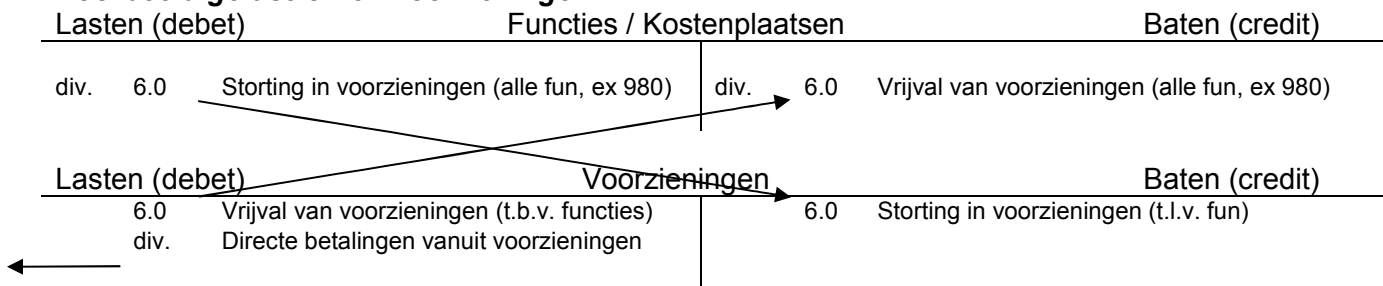 Lasten (debet) Functies / Kostenplaatsen Baten (credit)
div. 6.0 Storting in voorzieningen (alle fun, ex 980) div. 6.0 Vrijval van voorzieningen (alle fun, ex 980)
Lasten (debet) Voorzieningen Baten (credit)
6.0 Vrijval van voorzieningen (t.b.v. functies) 6.0 Storting in voorzieningen (t.l.v. fun)
div. Directe betalingen vanuit voorzieningen